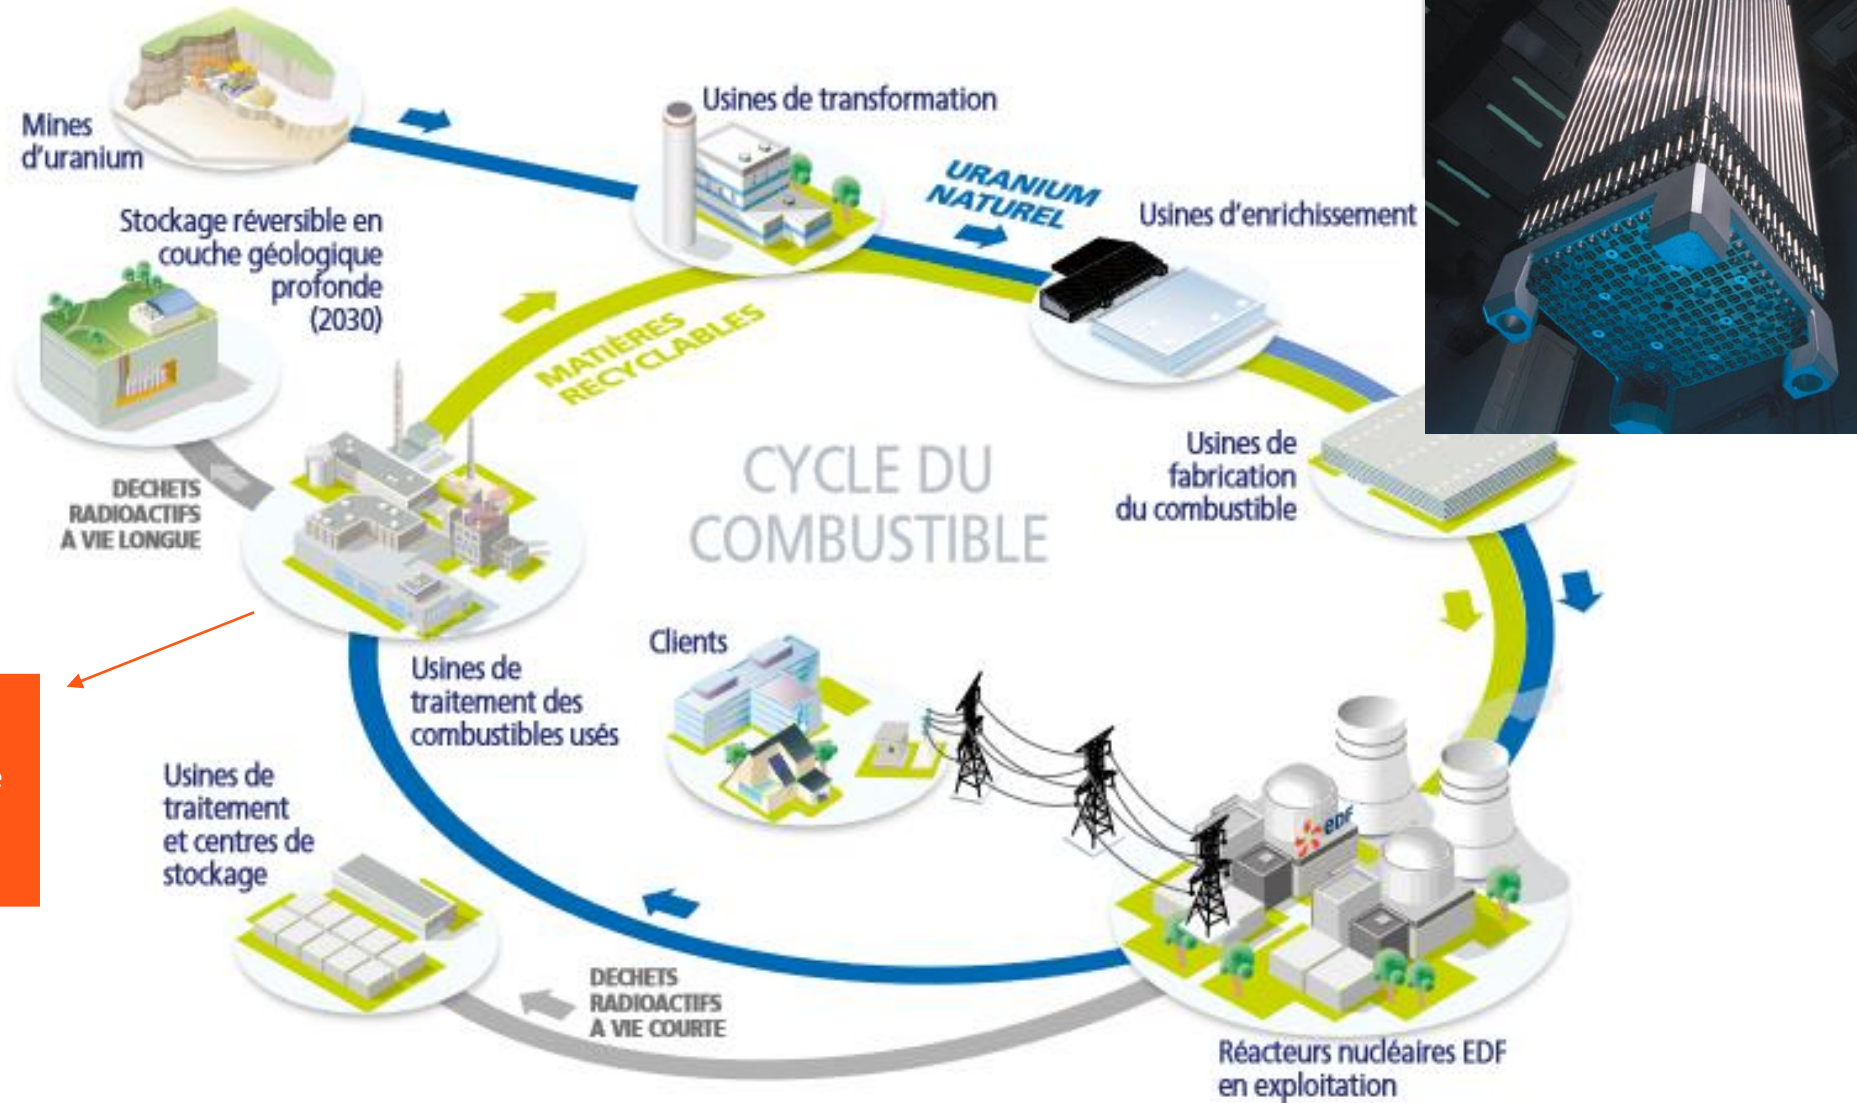 Mines
d'uranium
Usines de transformation
URANIUM
NATUREL
Usines d'enrichissement
Stockage réversible en
couche géologique
profonde
(2030)
MATIÈRES
RECYCLABLES
DECHETS
RADIOACTIFS
À VIE LONGUE
CYCLE DU
COMBUSTIBLE
Usines de
fabrication
du combustible
Clients
Usines de
traitement des
combustibles usés
Usines de
traitement
et centres de
stockage
edf
DECHETS
RADIOACTIFS
À VIE COURTE
Réacteurs nucléaires EDF
en exploitation